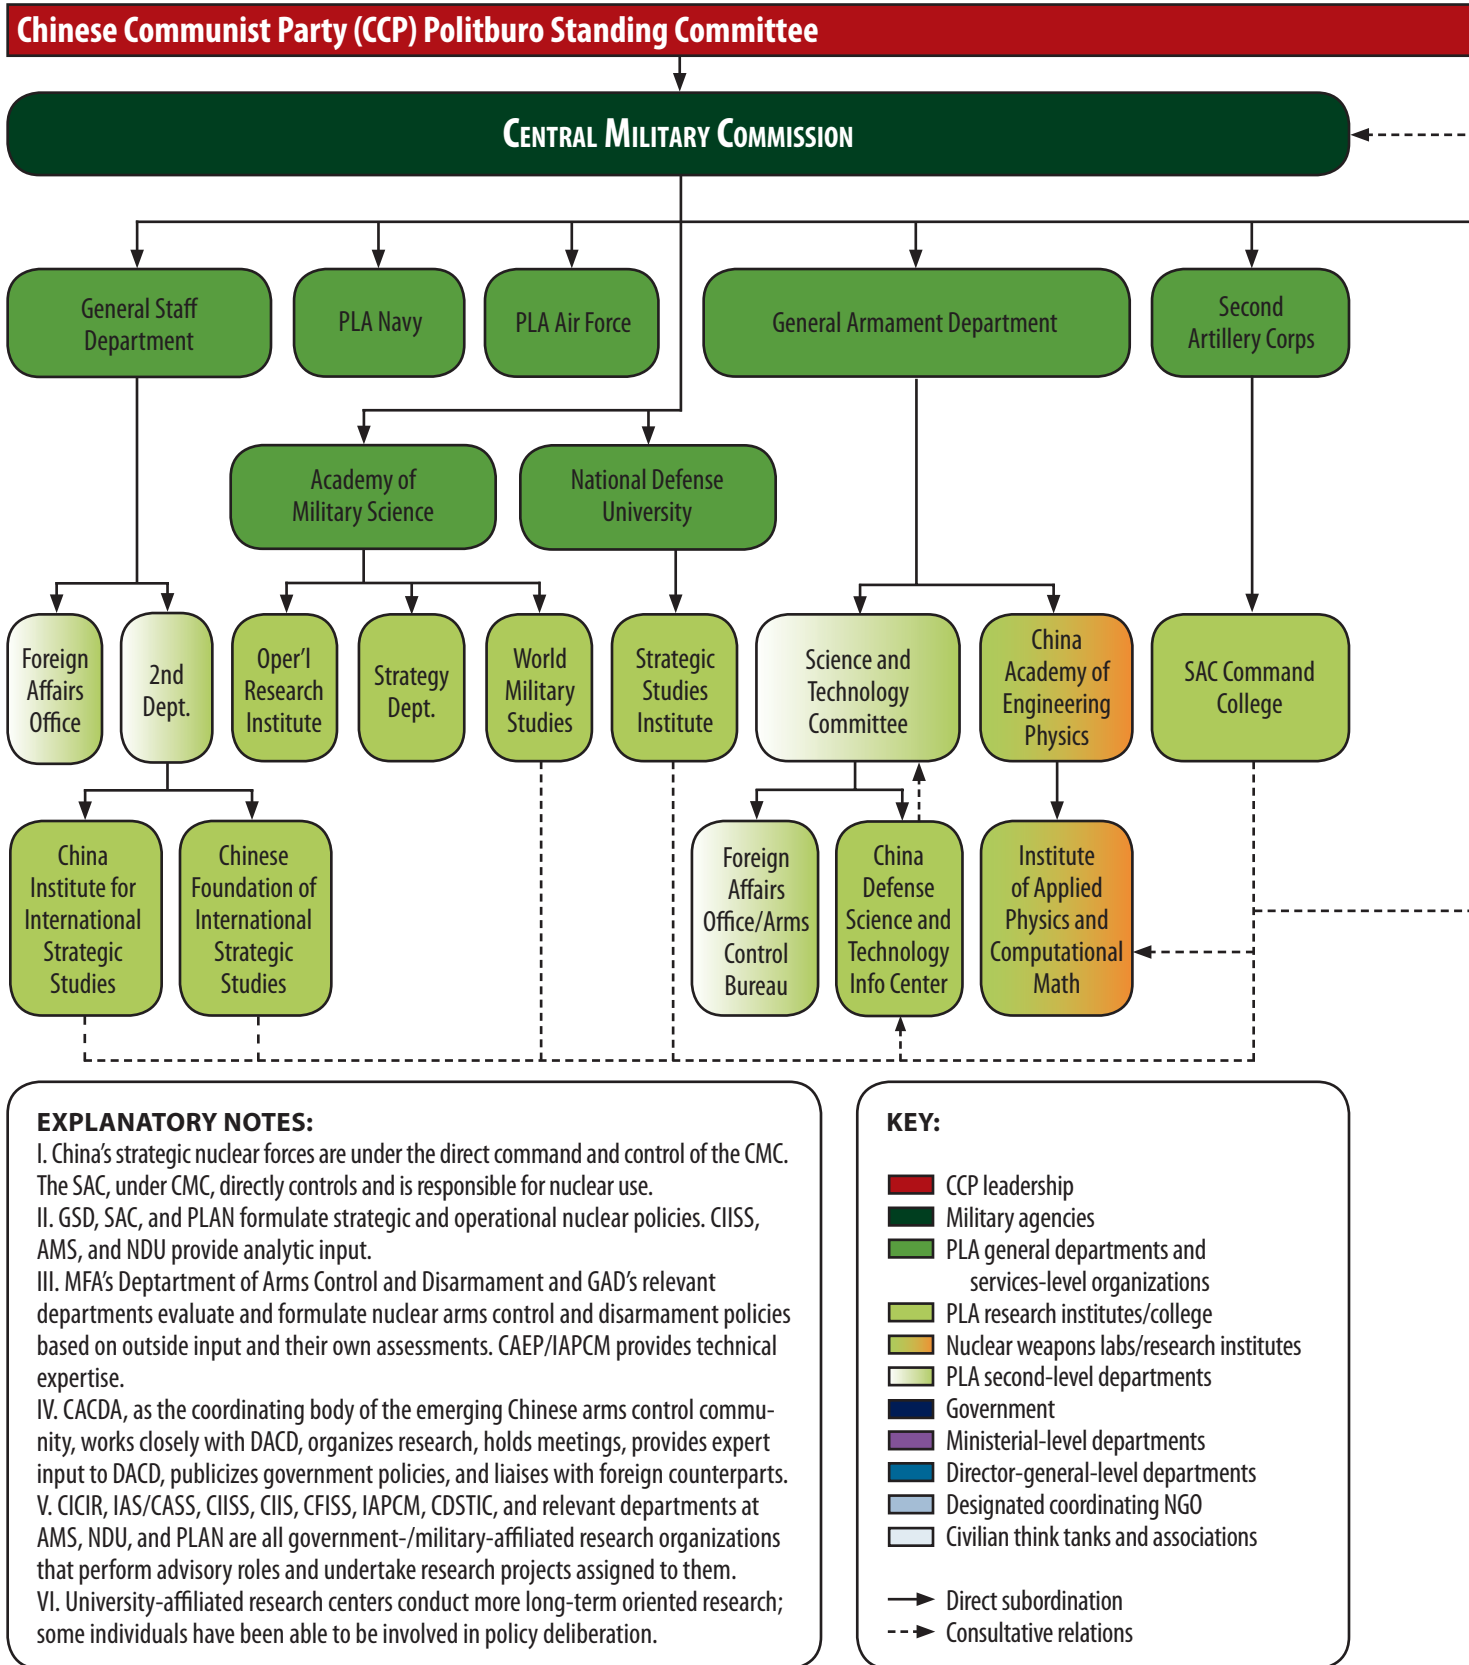 Chinese Communist Party (CCP) Politburo Standing Committee
CENTRAL MILITARY COMMISSION
General Staff
Department
PLA Navy
PLA Air Force
General Armament Department
Second
Artillery Corps
Academy of
Military Science
National Defense
University
Foreign
Affairs
Office
2nd
Dept.
Oper'l
Research
Institute
Strategy
Dept.
World
Military
Studies
Strategic
Studies
Institute
Science and
Technology
Committee
China
Academy of
Engineering
Physics
SAC Command
College
China
Institute for
International
Strategic
Studies
Chinese
Foundation of
International
Strategic
Studies
Foreign
Affairs
Office/Arms
Control
Bureau
China
Defense
Science and
Technology
Info Center
Institute
of Applied
Physics and
Computational
Math
EXPLANATORY NOTES:
I. China's strategic nuclear forces are under the direct command and control of the CMC.
The SAC, under CMC, directly controls and is responsible for nuclear use.
II. GSD, SAC, and PLAN formulate strategic and operational nuclear policies. CIISS,
AMS, and NDU provide analytic input.
III. MFA's Deptartment of Arms Control and Disarmament and GAD's relevant
departments evaluate and formulate nuclear arms control and disarmament policies
based on outside input and their own assessments. CAEP/IAPCM provides technical
expertise.
IV. CACDA, as the coordinating body of the emerging Chinese arms control commu-
nity, works closely with DACD, organizes research, holds meetings, provides expert
input to DACD, publicizes government policies, and liaises with foreign counterparts.
V. CICIR, IAS/CASS, CIISS, CIIS, CFISS, IAPCM, CDSTIC, and relevant departments at
AMS, NDU, and PLAN are all government-/military-affiliated research organizations
that perform advisory roles and undertake research projects assigned to them.
VI. University-affiliated research centers conduct more long-term oriented research;
some individuals have been able to be involved in policy deliberation.
KEY:
CCP leadership
Military agencies
PLA general departments and
services-level organizations
PLA research institutes/college
Nuclear weapons labs/research institutes
PLA second-level departments
Government
Ministerial-level departments
Director-general-level departments
Designated coordinating NGO
Civilian think tanks and associations
Direct subordination
Consultative relations